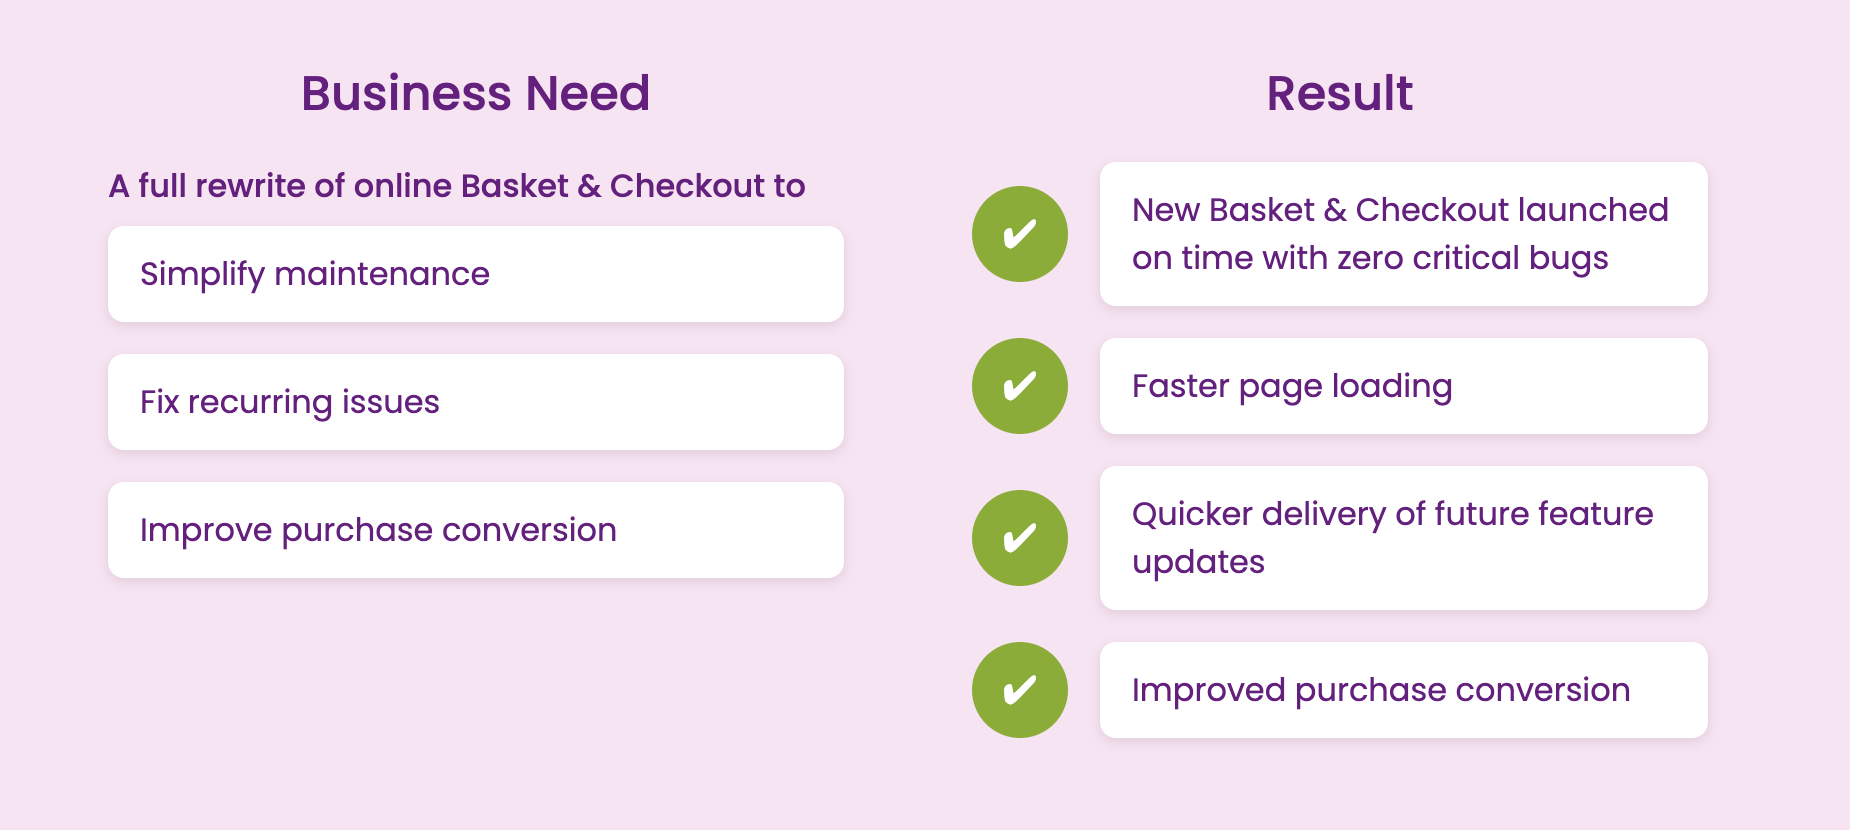 Business Need
A full rewrite of online Basket & Checkout to
Simplify maintenance
Fix recurring issues
Improve purchase conversion
Result
New Basket & Checkout launched
on time with zero critical bugs
Faster page loading
Quicker delivery of future feature
updates
Improved purchase conversion